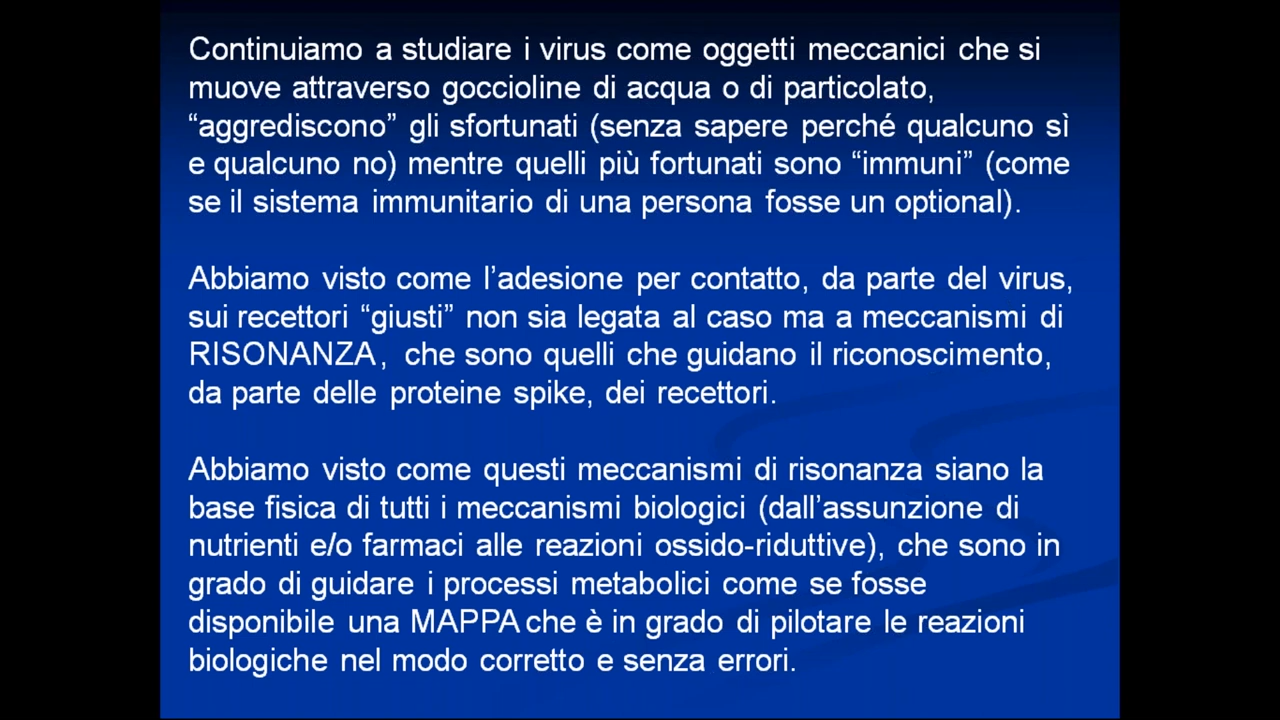 Continuiamo a studiare i virus come oggetti meccanici che si
muove attraverso goccioline di acqua o di particolato,
“aggrediscono” gli sfortunati (senza sapere perché qualcuno sì
e qualcuno no) mentre quelli più fortunati sono “immuni” (come
se il sistema immunitario di una persona fosse un optional).
Abbiamo visto come l’adesione per contatto, da parte del virus,
sui recettori “giusti” non sia legata al caso ma a meccanismi di
RISONANZA, che sono quelli che guidano il riconoscimento,
da parte delle proteine spike, dei recettori.
Abbiamo visto come questi meccanismi di risonanza siano la
base fisica di tutti i meccanismi biologici (dall’assunzione di
nutrienti e/o farmaci alle reazioni ossido-riduttive), che sono in
grado di guidare i processi metabolici come se fosse
disponibile una MAPPA che è in grado di pilotare le reazioni
biologiche nel modo corretto e senza errori.